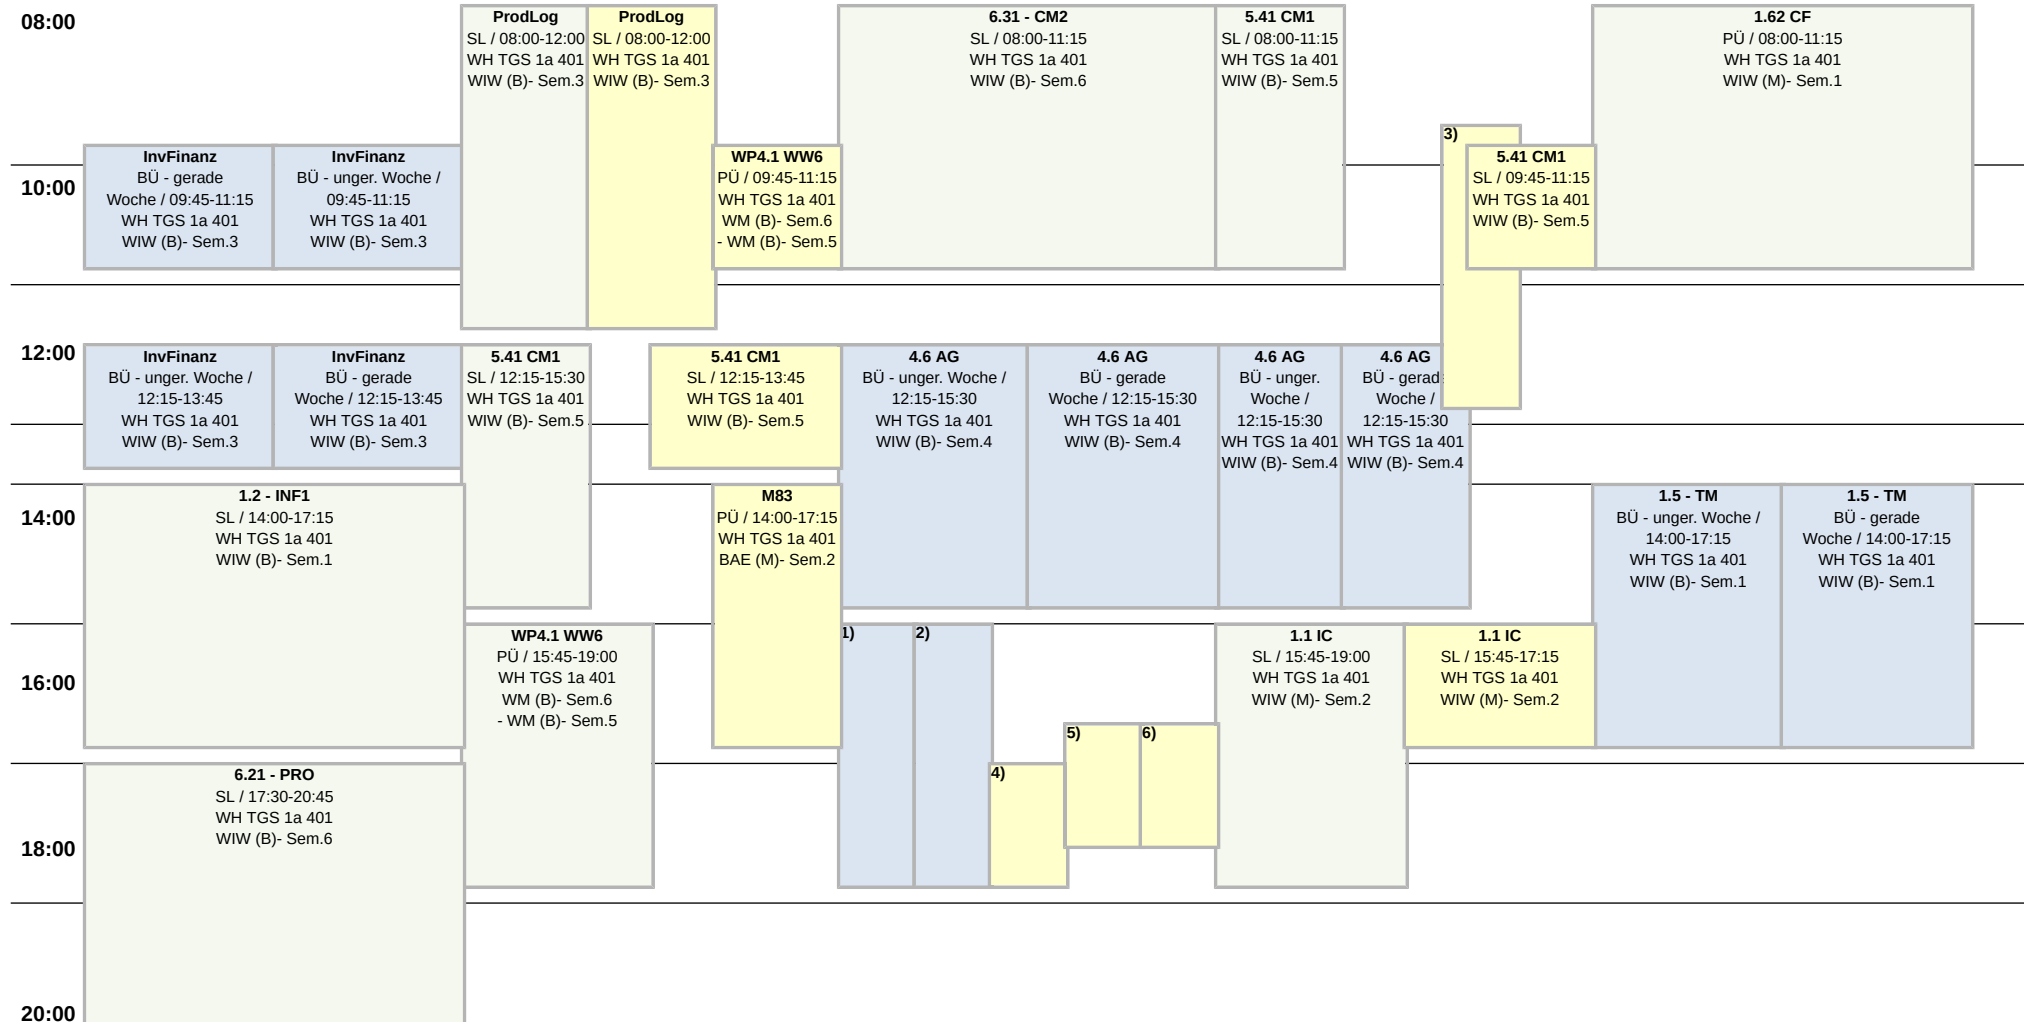 08:00
ProdLog
SL / 08:00-12:00
WH TGS 1a 401
WIW (B)- Sem.3
ProdLog
SL / 08:00-12:00
WH TGS 1a 401
WIW (B)- Sem.3
6.31 - CM2
SL / 08:00-11:15
WH TGS 1a 401
WIW (B)- Sem.6
5.41 CM1
SL / 08:00-11:15
WH TGS 1a 401
WIW (B)- Sem.5
1.62 CF
PÜ / 08:00-11:15
WH TGS 1a 401
WIW (M)- Sem.1
3)
InvFinanz
BÜ - gerade
Woche / 09:45-11:15
WH TGS 1a 401
WIW (B)- Sem.3
InvFinanz
BÜ - unger. Woche /
09:45-11:15
WH TGS 1a 401
WIW (B)- Sem.3
WP4.1 WW6
PÜ / 09:45-11:15
WH TGS 1a 401
WM (B)- Sem.6
- WM (B)- Sem.5
5.41 CM1
SL / 09:45-11:15
WH TGS 1a 401
WIW (B)- Sem.5
10:00
12:00
InvFinanz
BÜ - unger. Woche /
12:15-13:45
WH TGS 1a 401
WIW (B)- Sem.3
InvFinanz
BÜ - gerade
Woche / 12:15-13:45
WH TGS 1a 401
WIW (B)- Sem.3
5.41 CM1
SL / 12:15-15:30
WH TGS 1a 401
WIW (B)- Sem.5
5.41 CM1
SL / 12:15-13:45
WH TGS 1a 401
WIW (B)- Sem.5
4.6 AG
BÜ - unger. Woche /
12:15-15:30
WH TGS 1a 401
WIW (B)- Sem.4
4.6 AG
BÜ - gerade
Woche / 12:15-15:30
WH TGS 1a 401
WIW (B)- Sem.4
4.6 AG
BÜ - unger.
Woche /
12:15-15:30
WH TGS 1a 401
WIW (B)- Sem.4
4.6 AG
BÜ - gerad
Woche /
12:15-15:30
WH TGS 1a 401
WIW (B)- Sem.4
1.2 - INF1
SL / 14:00-17:15
WH TGS 1a 401
WIW (B)- Sem.1
M83
PÜ / 14:00-17:15
WH TGS 1a 401
BAE (M)- Sem.2
1.5 - TM
BÜ - unger. Woche /
14:00-17:15
WH TGS 1a 401
WIW (B)- Sem.1
1.5 - TM
BÜ - gerade
Woche / 14:00-17:15
WH TGS 1a 401
WIW (B)- Sem.1
14:00
WP4.1 WW6
PÜ / 15:45-19:00
WH TGS 1a 401
WM (B)- Sem.6
- WM (B)- Sem.5
1)
2)
1.1 IC
SL / 15:45-19:00
WH TGS 1a 401
WIW (M)- Sem.2
1.1 IC
SL / 15:45-17:15
WH TGS 1a 401
WIW (M)- Sem.2
16:00
5)
6)
4)
6.21 - PRO
SL / 17:30-20:45
WH TGS 1a 401
WIW (B)- Sem.6
18:00
20:00